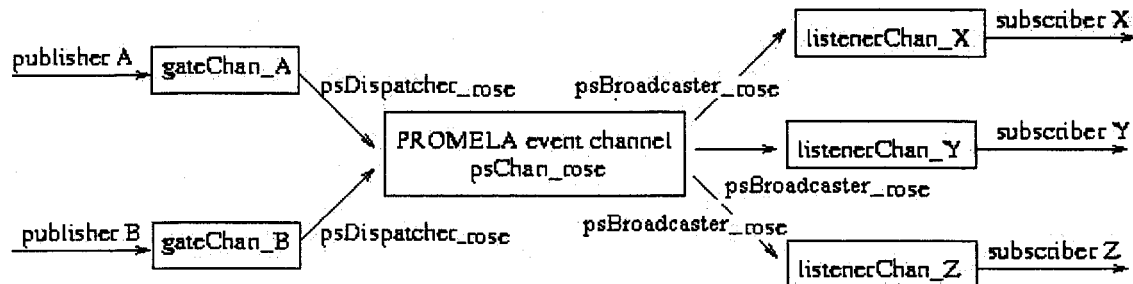 publisher A
gateChan_A
psDispatcher_rose
publisher B
gateChan_B
psDispatcher_rose
PROMELA event channel
psChan_rose
psBroadcaster_rose
listenerChan_X
subscriber X
psBroadcaster_rose
listenerChan_Y
subscriber Y
psBroadcaster_rose
listenerChan_Z
subscriber Z